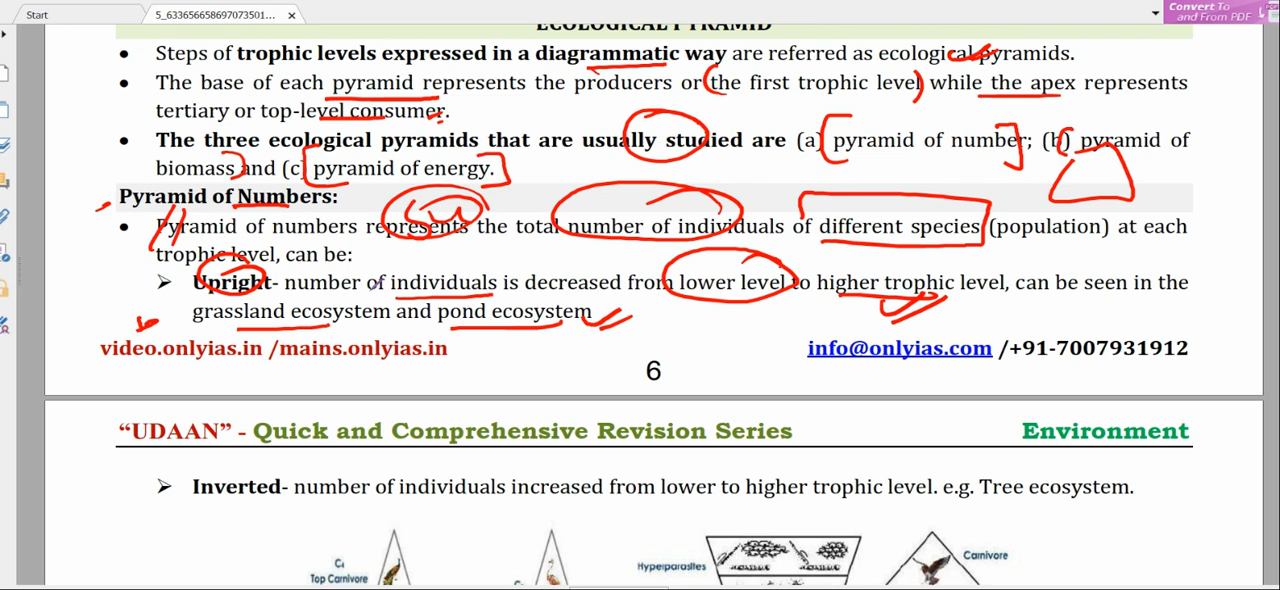 Start
5_633656658697073501...
Convert To
and From PDF
ECOLOGICAL PYRAMID
• Steps of trophic levels expressed in a diagrammatic way are referred as ecological pyramids.
• The base of each pyramid represents the producers or the first trophic level while the apex represents
tertiary or top-level consumer.
• The three ecological pyramids that are usually studied are (a) pyramid of number; (b) pyramid of
biomass and (c) pyramid of energy.
Pyramid of Numbers:
• Pyramid of numbers represents the total number of individuals of different species (population) at each
trophic level, can be:
➤ Upright- number of individuals is decreased from lower level to higher trophic level, can be seen in the
grassland ecosystem and pond ecosystem
video.onlyias.in /mains.onlyias.in
info@onlyias.com /+91-7007931912
6
“UDAAN” - Quick and Comprehensive Revision Series
Environment
➤ Inverted- number of individuals increased from lower to higher trophic level. e.g. Tree ecosystem.
C4
Top Carnivore
Hyperparasites
Carnivore